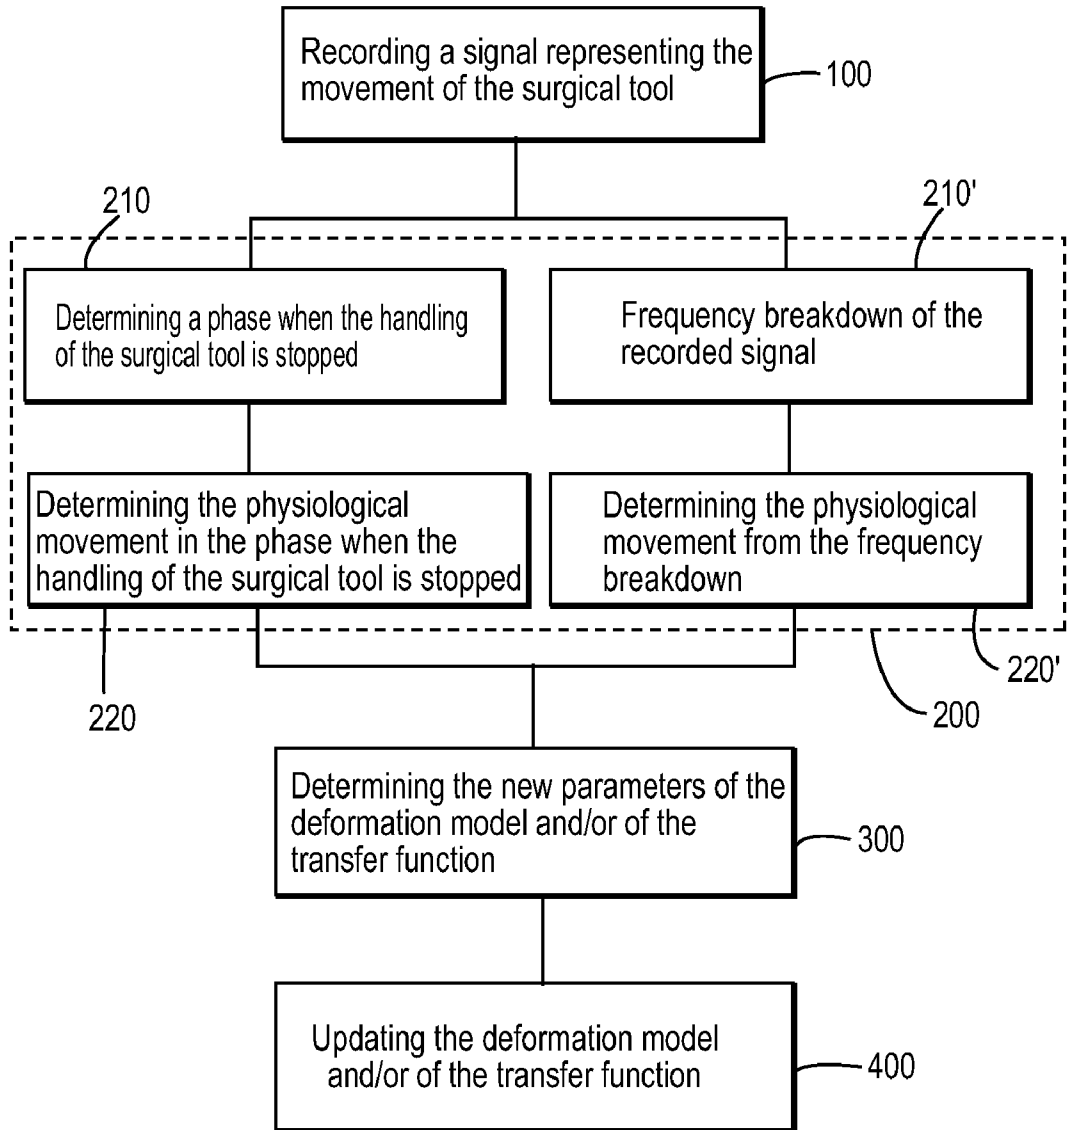 Recording a signal representing the
movement of the surgical tool
100
210
210'
Determining a phase when the handling
of the surgical tool is stopped
Frequency breakdown of the
recorded signal
Determining the physiological
movement in the phase when the
handling of the surgical tool is stopped
Determining the physiological
movement from the frequency
breakdown
220
200
220'
Determining the new parameters of the
deformation model and/or of the
transfer function
300
Updating the deformation model
and/or of the transfer function
400